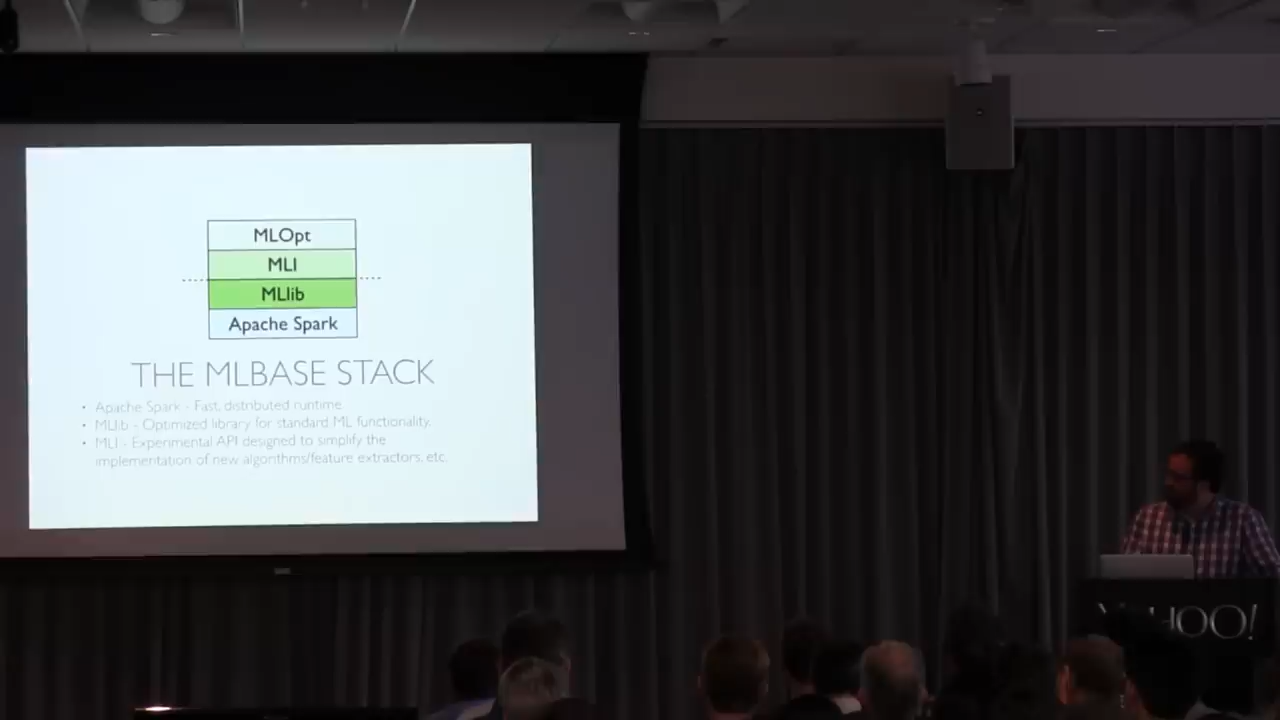 MLOpt
MLI
MLlib
Apache Spark
THE MLBASE STACK
• Apache Spark - Fast, distributed runtime.
• MLlib - Optimized library for standard ML functionality.
• MLI - Experimental API designed to simplify the
implementation of new algorithms/feature extractors, etc.
YAHOO!